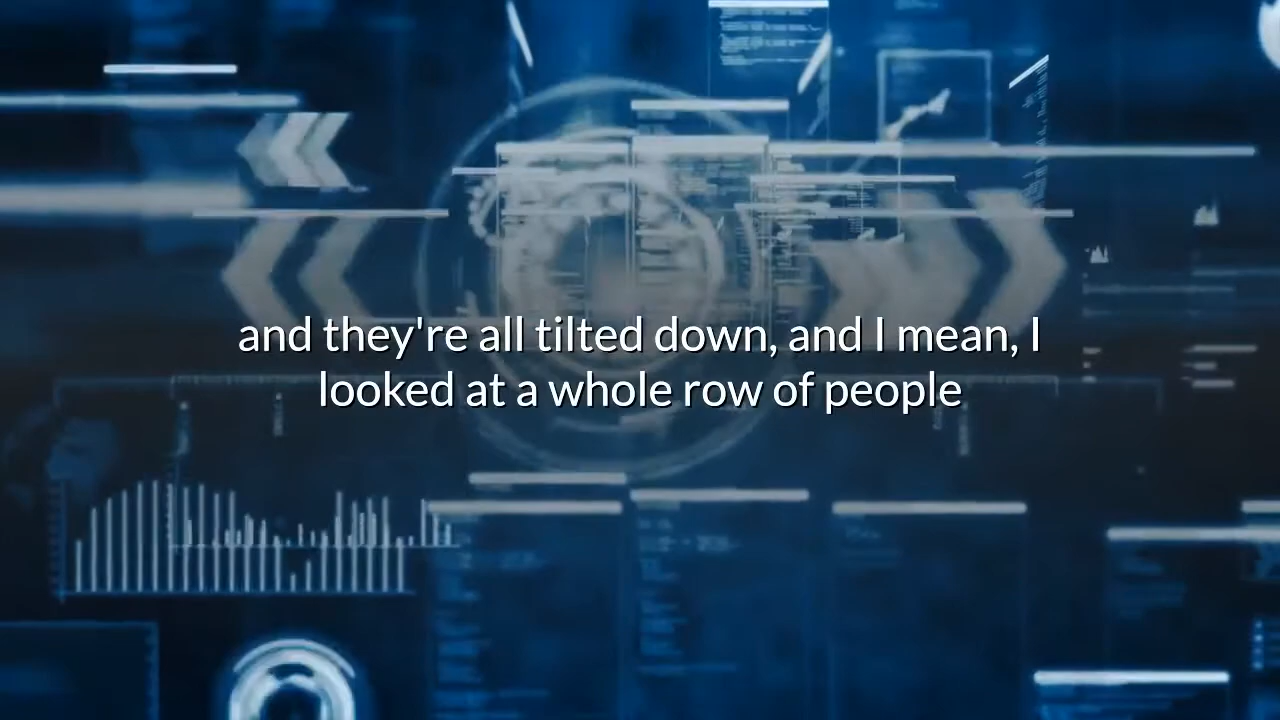 and they're all tilted down, and I mean, I
looked at a whole row of people